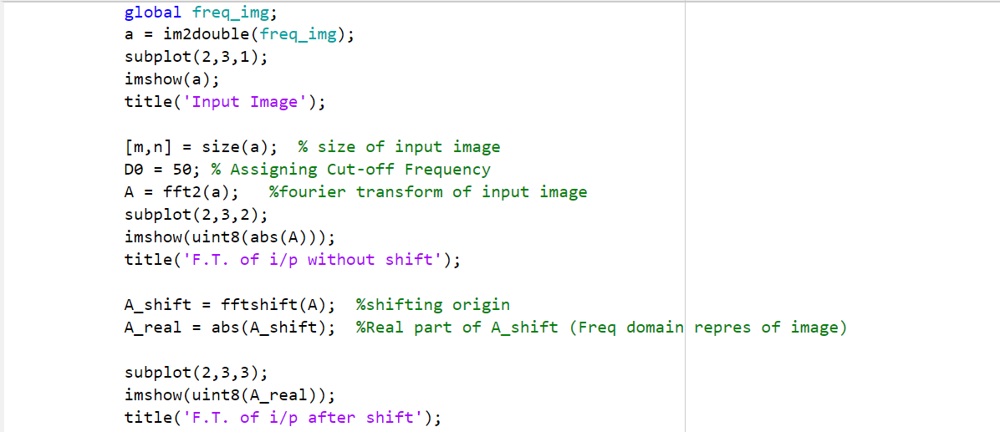 global freq_img;
a = im2double(freq_img);
subplot(2,3,1);
imshow(a);
title('Input Image');
[m,n] = size(a);  % size of input image
D0 = 50; % Assigning Cut-off Frequency
A = fft2(a);   %fourier transform of input image
subplot(2,3,2);
imshow(uint8(abs(A)));
title('F.T. of i/p without shift');
A_shift = fftshift(A);  %shifting origin
A_real = abs(A_shift);  %Real part of A_shift (Freq domain repres of image)
subplot(2,3,3);
imshow(uint8(A_real));
title('F.T. of i/p after shift');